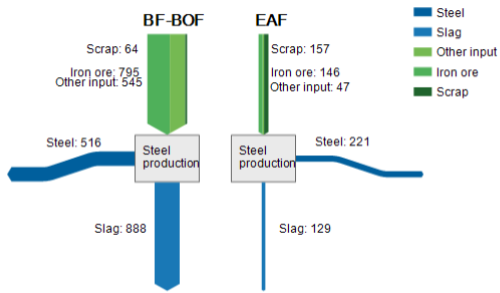 BF-BOF
EAF
Steel
Slag
Other input
Iron ore
Scrap
Scrap: 64
Iron ore: 795
Other input: 545
Scrap: 157
Iron ore: 146
Other input: 47
Steel: 516
Steel
production
Steel
production
Steel: 221
Slag: 888
Slag: 129